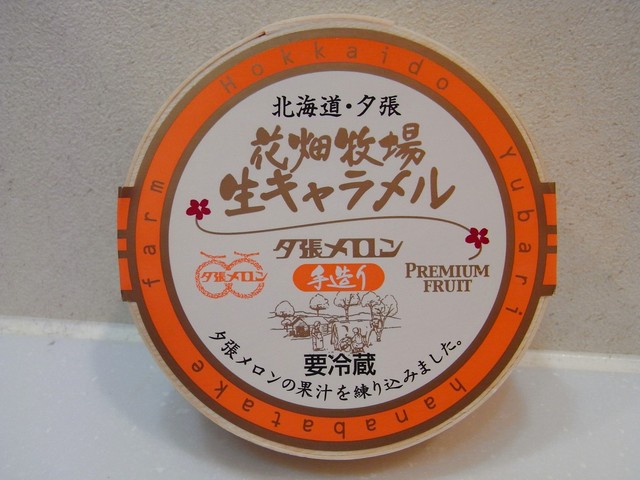 Hokkaido
Yubari
北海道・夕張
花畑牧場
生キャラメル
夕張メロン
夕張メロン
手造り
PREMIUM
FRUIT
要冷蔵
夕張メロンの果汁を練り込みました。
hanabatake
farm